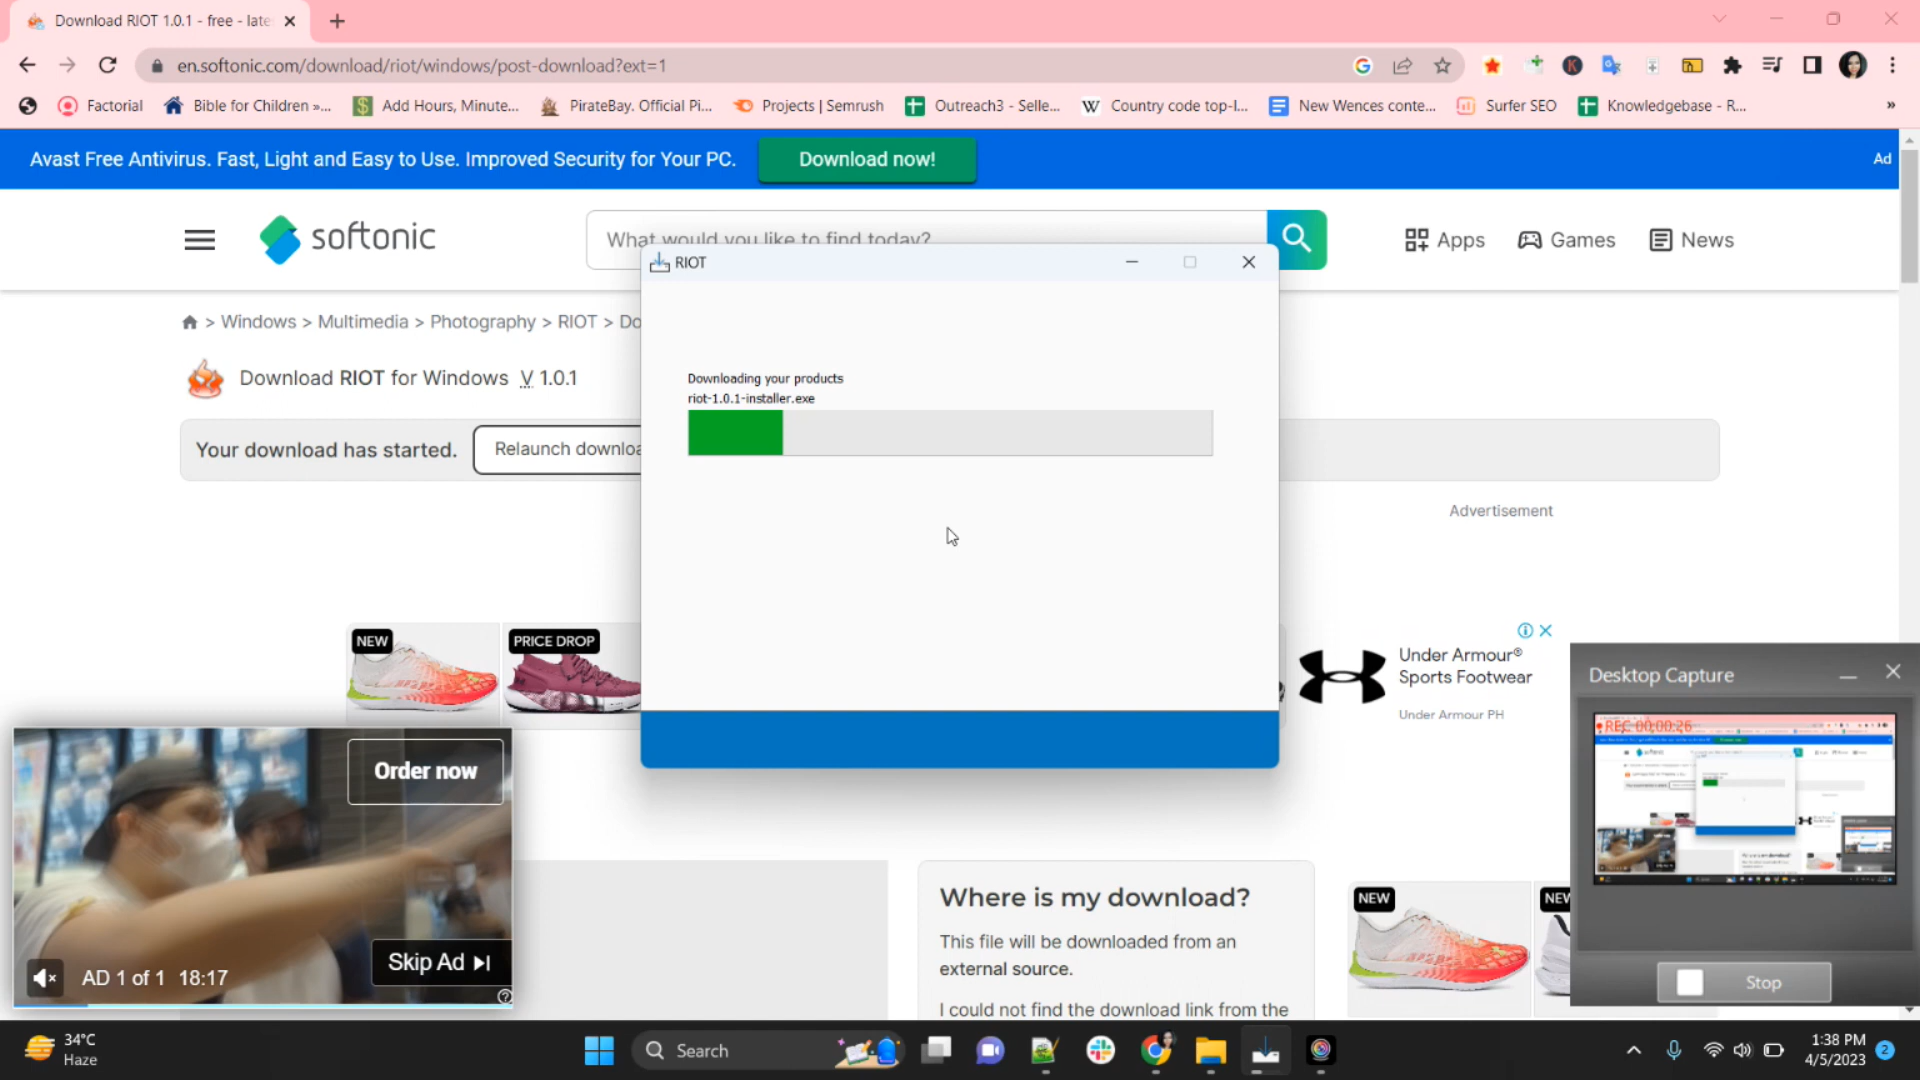 Download RIOT 1.0.1 - free - late
en.softonic.com/download/riot/windows/post-download?ext=1
Factorial
Bible for Children »...
Add Hours, Minute...
PirateBay. Official Pi...
Projects | Semrush
Outreach3 - Selle...
Country code top-l...
New Wences conte...
Surfer SEO
Knowledgebase - R...
»
Avast Free Antivirus. Fast, Light and Easy to Use. Improved Security for Your PC.
Download now!
Ad
softonic
What would you like to find today?
Apps
Games
News
> Windows > Multimedia > Photography > RIOT > Do
Download RIOT for Windows V 1.0.1
Your download has started.
Relaunch downloa
RIOT
Downloading your products
riot-1.0.1-installer.exe
Advertisement
NEW
PRICE DROP
Under Armour®
Sports Footwear
Under Armour PH
Desktop Capture
REC 00:00:26
Stop
Order now
Skip Ad
AD 1 of 1 18:17
Where is my download?
This file will be downloaded from an
external source.
I could not find the download link from the
NEW
NEW
34°C
Haze
Search
1:38 PM
4/5/2023
2